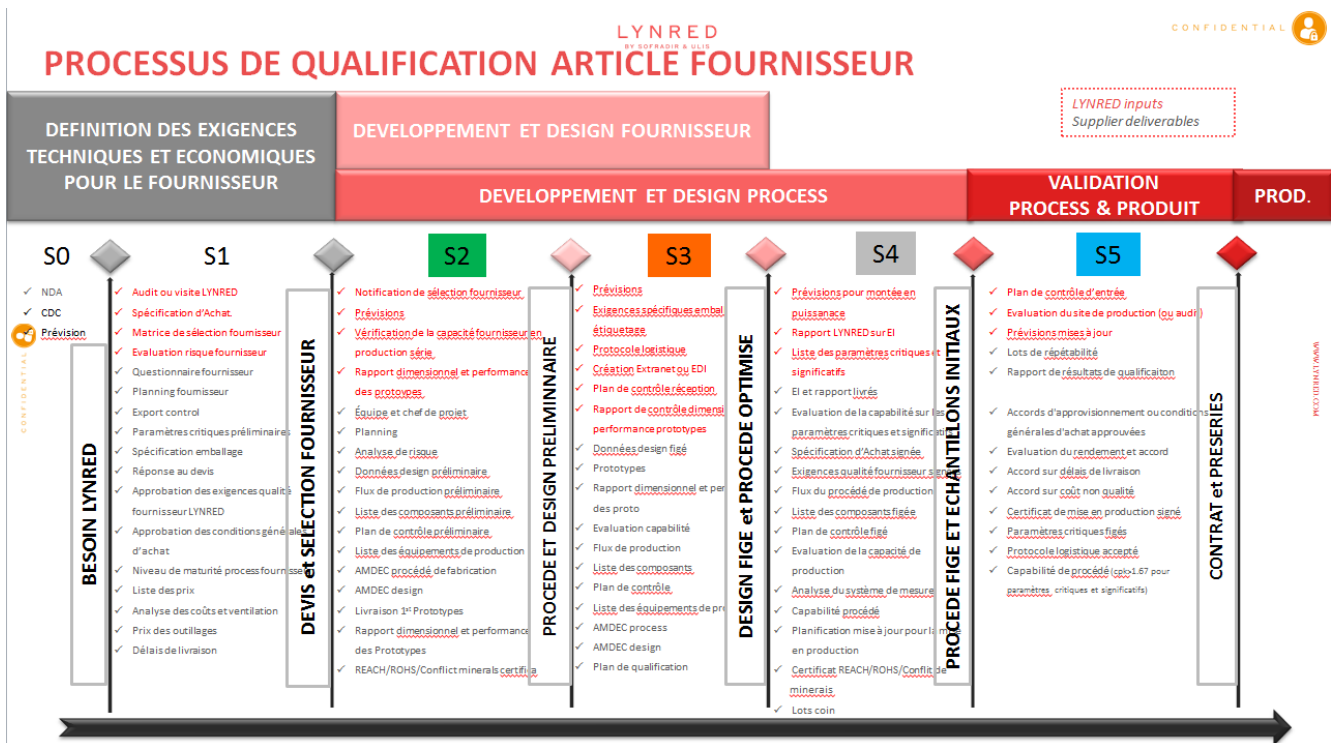 LYNRED
BY SOFRADIR & ULIS
CONFIDENTIAL
PROCESSUS DE QUALIFICATION ARTICLE FOURNISSEUR
LYNRED inputs
Supplier deliverables
DEFINITION DES EXIGENCES
TECHNIQUES ET ECONOMIQUES
POUR LE FOURNISSEUR
DEVELOPPEMENT ET DESIGN FOURNISSEUR
DEVELOPPEMENT ET DESIGN PROCESS
VALIDATION
PROCESS & PRODUIT
PROD.
S0
S1
S2
S3
S4
S5
NDA
CDC
Prévision
CONFIDENTIAL
BESOIN LYNRED
Audit ou visite LYNRED
Spécification d'Achat.
Matrice de sélection fournisseur
Evaluation risque fournisseur
Questionnaire fournisseur
Planning fournisseur
Export control
Paramètres critiques préliminaires
Spécification emballage
Réponse au devis
Approbation des exigences qualité
fournisseur LYNRED
Approbation des conditions générales
d'achat
Niveau de maturité process fournisseur
Liste des prix
Analyse des coûts et ventilation
Prix des outillages
Délais de livraison
DEVIS et SELECTION FOURNISSEUR
Notification de sélection fournisseur
Prévisions
Vérification de la capacité fournisseur en
production série
Rapport dimensionnel et performance
des protoypes
Équipe et chef de projet
Planning
Analyse de risque
Données design préliminaire
Flux de production préliminaire
Liste des composants préliminaire
Plan de contrôle préliminaire
Liste des équipements de production
AMDEC procédé de fabrication
AMDEC design
Livraison 1st Prototypes
Rapport dimensionnel et performance
des Prototypes
REACH/ROHS/Conflict minerals certifica
PROCEDE ET DESIGN PRELIMINAIRE
Prévisions
Exigences spécifiques embal
étiquetage
Protocole logistique
Création Extranet ou EDI
Plan de contrôle réception
Rapport de contrôle dimensi
performance prototypes
Données design figé
Prototypes
Rapport dimensionnel et per
des proto
Evaluation capabilité
Flux de production
Liste des composants
Plan de contrôle
Liste des équipements de pro
AMDEC process
AMDEC design
Plan de qualification
DESIGN FIGE et PROCEDE OPTIMISE
Prévisions pour montée en
puissanace
Rapport LYNRED sur EI
Liste des paramètres critiques et
significatifs
EI et rapport livrés
Evaluation de la capabilité sur les
paramètres critiques et significatifs
Spécification d'Achat signée
Exigences qualité fournisseur signées
Flux du procédé de production
Liste des composants figée
Plan de contrôle figé
Evaluation de la capacité de
production
Analyse du système de mesure
Capabilité procédé
Planification mise à jour pour la mise
en production
Certificat REACH/ROHS/Conflit de
minerais
Lots coin
PROCEDE FIGE ET ECHANTILLONS INITIAUX
Plan de contrôle d'entrée
Evaluation du site de production (ou audit)
Prévisions mises à jour
Lots de répétabilité
Rapport de résultats de qualificaiton
Accords d'approvisionnement ou conditions
générales d'achat approuvées
Evaluation du rendement et accord
Accord sur délais de livraison
Accord sur coût non qualité
Certificat de mise en production signé
Paramètres critiques figés
Protocole logistique accepté
Capabilité de procédé (cpk>1.67 pour
paramètres critiques et significatifs)
CONTRAT et PRESERIES
WWW.LYNRED.COM